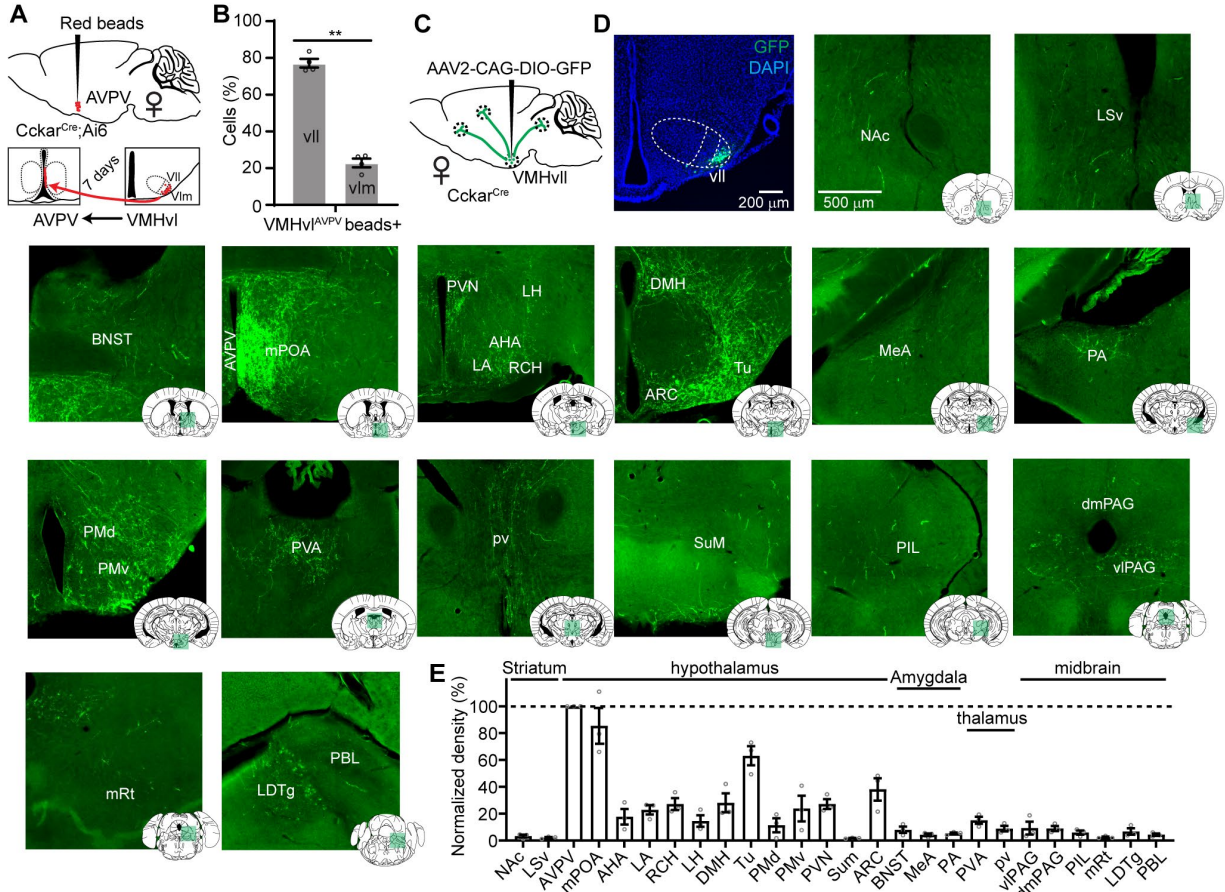 A
Red beads
AVPV
♀
Cckar^Cre;Ai6
7 days
Vll
Vlm
AVPV
VMHvl
B
100
80
60
40
20
0
Cells (%)
**
vll
vlm
VMHvl^AVPV beads+
C
AAV2-CAG-DIO-GFP
♀
VMHvll
Cckar^Cre
D
GFP
DAPI
vll
200 μm
NAc
500 μm
LSv
BNST
AVPV
mPOA
PVN
LH
AHA
LA
RCH
DMH
Tu
ARC
MeA
PA
PMd
PMv
PVA
pv
SuM
PIL
dmPAG
vlPAG
mRt
LDTg
PBL
E
Striatum
hypothalamus
Amygdala
thalamus
midbrain
Normalized density (%)
100
80
60
40
20
0
NAc
LSv
AVPV
mPOA
AHA
LA
RCH
LH
DMH
Tu
PMd
PMv
PVN
Sum
ARC
BNST
MeA
PA
PVA
pv
vlPAG
dmPAG
PIL
mRt
LDTg
PBL